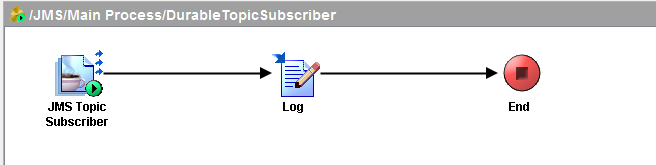 /JMS/Main Process/DurableTopicSubscriber
JMS Topic
Subscriber
Log
End